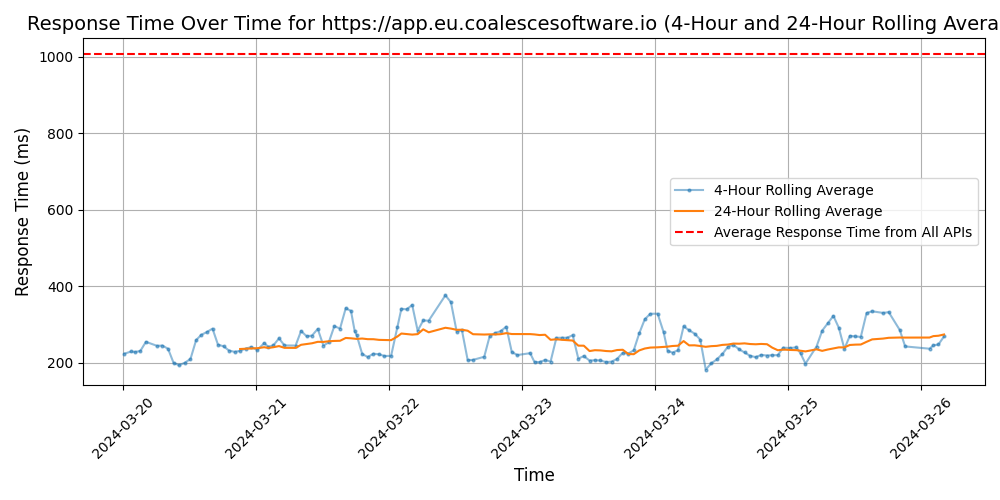 Response Time Over Time for https://app.eu.coalescesoftware.io (4-Hour and 24-Hour Rolling Avera
Response Time (ms)
1000
800
600
400
200
4-Hour Rolling Average
24-Hour Rolling Average
Average Response Time from All APIs
2024-03-20
2024-03-21
2024-03-22
2024-03-23
2024-03-24
2024-03-25
2024-03-26
Time